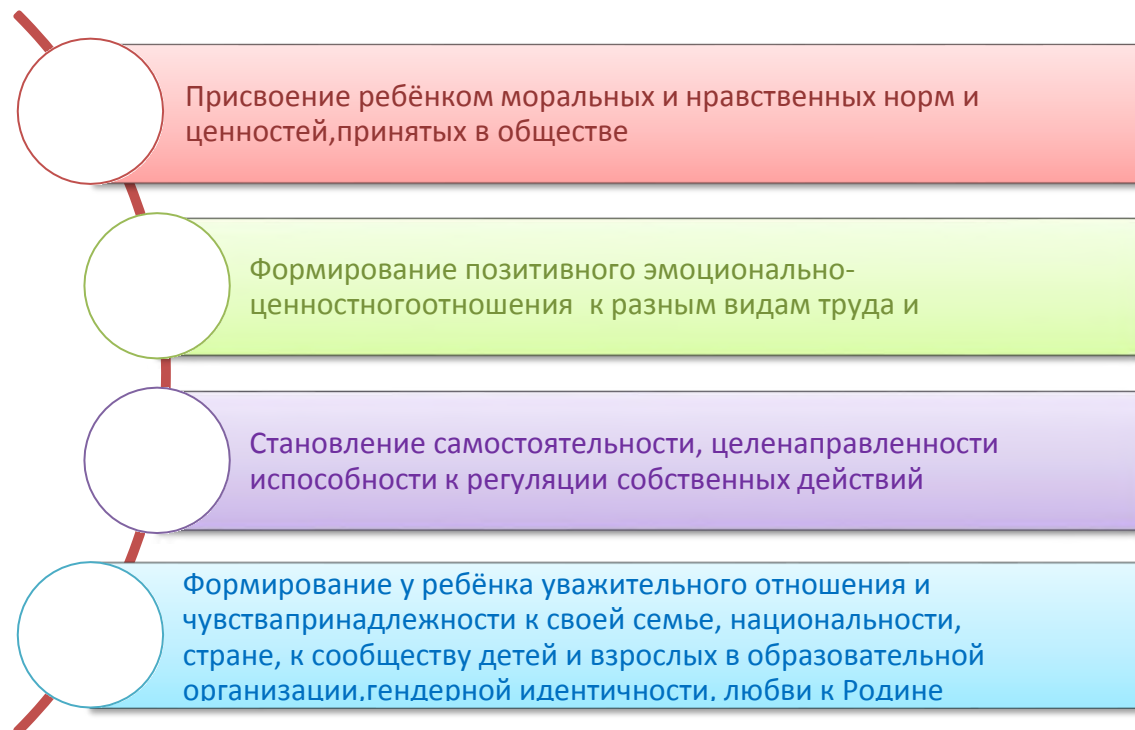 Присвоение ребёнком моральных и нравственных норм и
ценностей,принятых в обществе
Формирование позитивного эмоционально-
ценностногоотношения к разным видам труда и
Становление самостоятельности, целенаправленности
испособности к регуляции собственных действий
Формирование у ребёнка уважительного отношения и
чувствапринадлежности к своей семье, национальности,
стране, к сообществу детей и взрослых в образовательной
организации,гендерной идентичности, любви к Родине